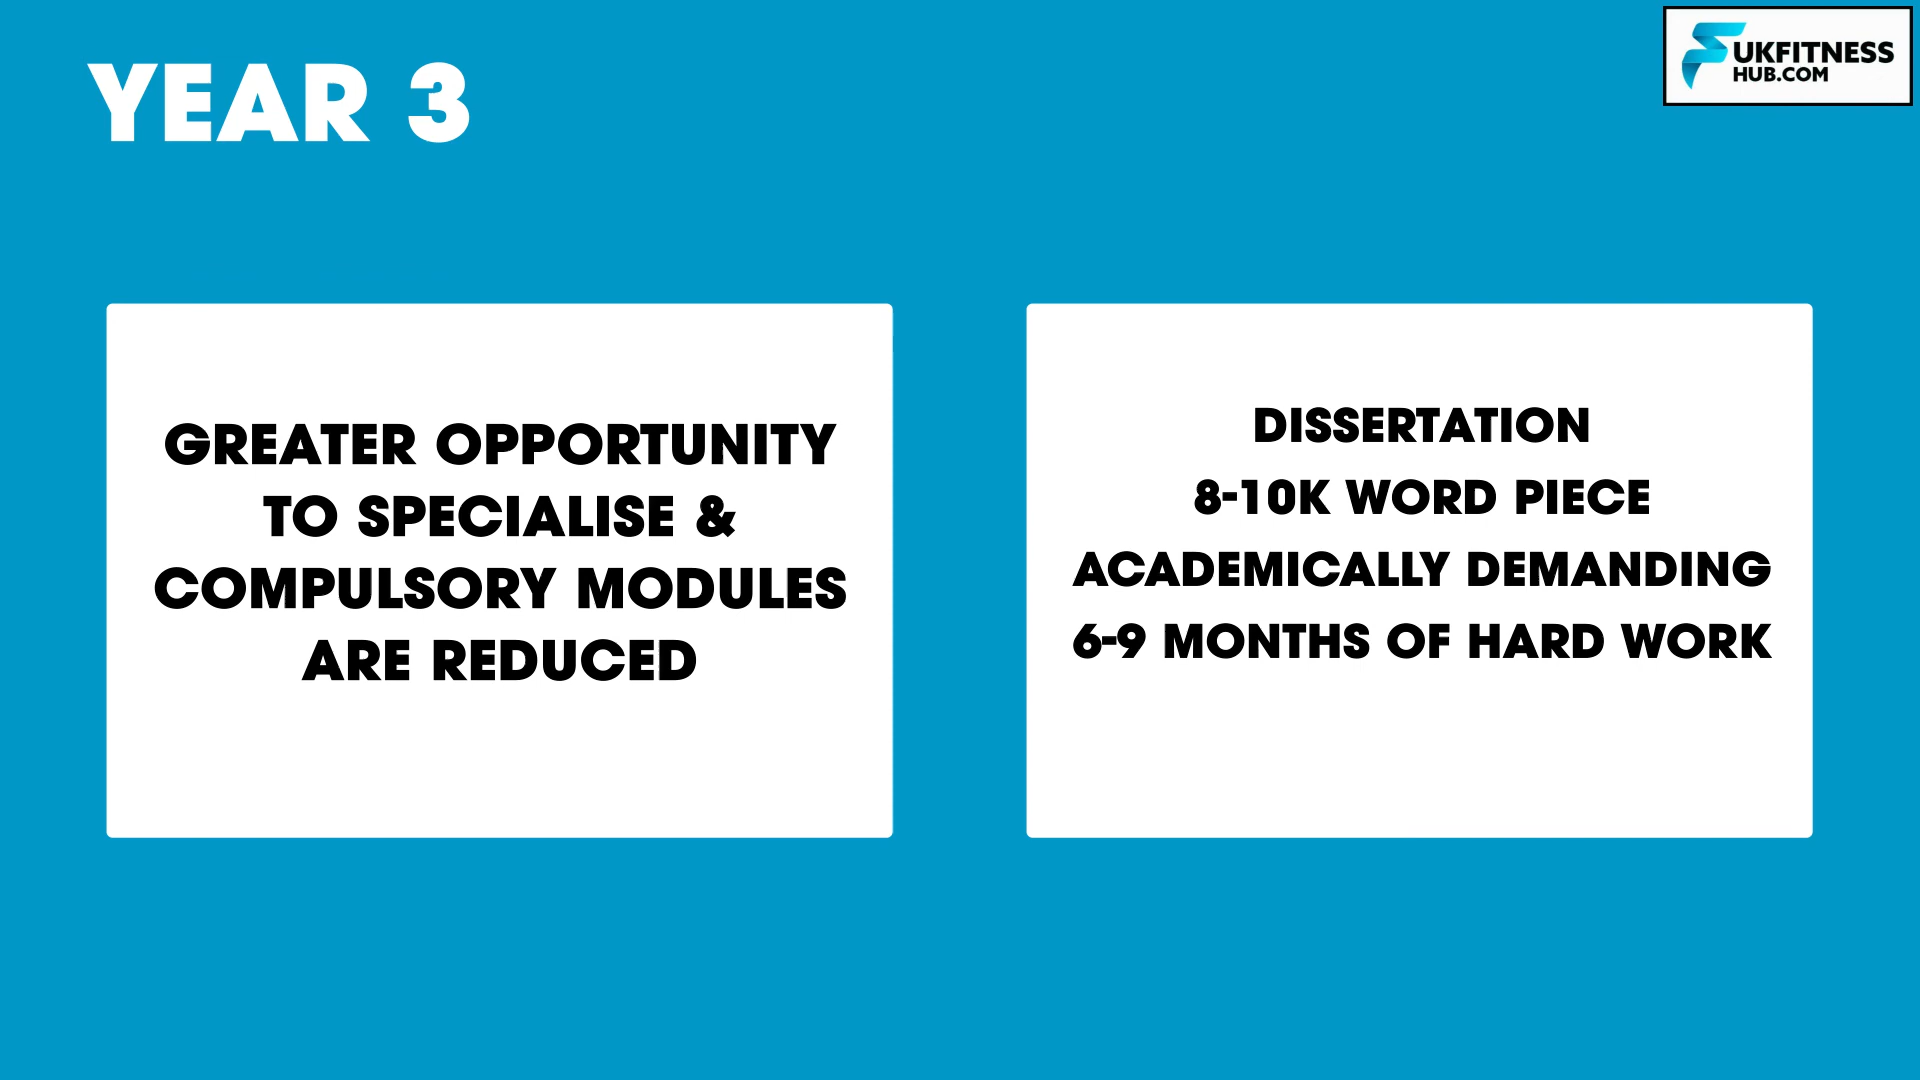 YEAR 3
UKFITNESS
HUB.COM
GREATER OPPORTUNITY
TO SPECIALISE &
COMPULSORY MODULES
ARE REDUCED
DISSERTATION
8-10K WORD PIECE
ACADEMICALLY DEMANDING
6-9 MONTHS OF HARD WORK